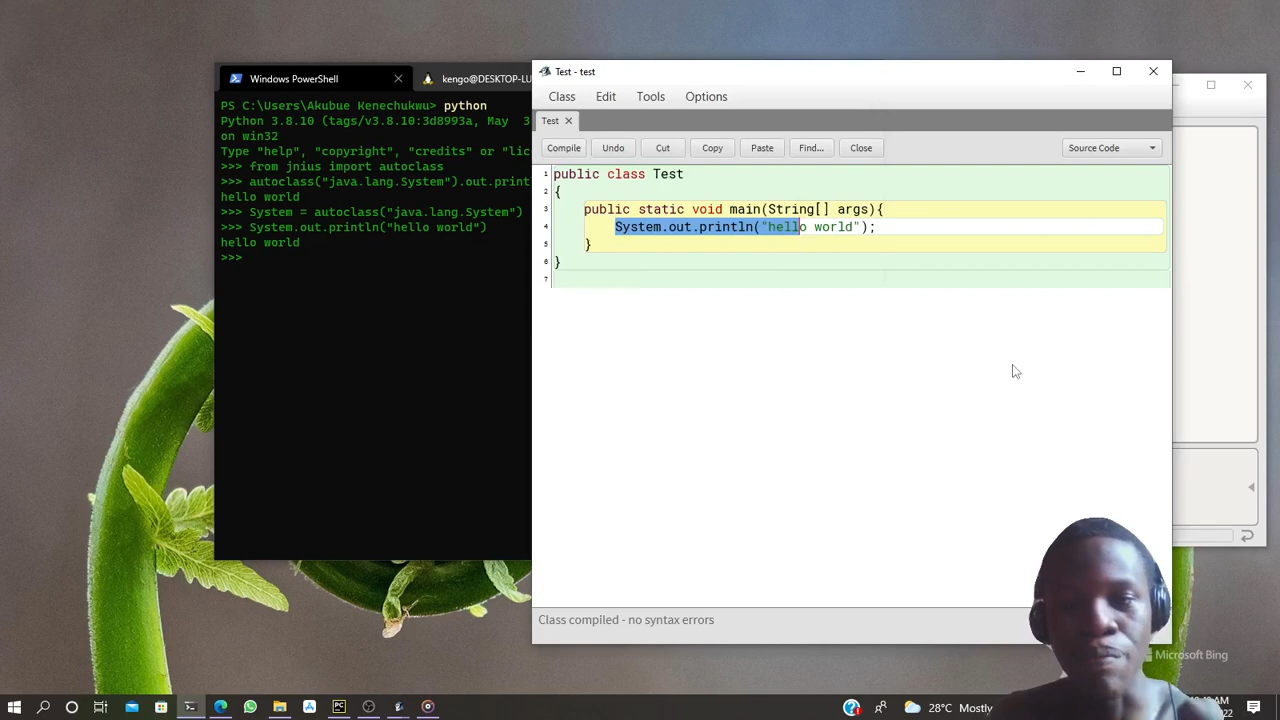 Windows PowerShell
kengo@DESKTOP-LU
PS C:\Users\Akubue Kenechukwu> python
Python 3.8.10 (tags/v3.8.10:3d8993a, May 3
on win32
Type "help", "copyright", "credits" or "lic
>>> from jnius import autoclass
>>> autoclass("java.lang.System").out.print
hello world
>>> System = autoclass("java.lang.System")
>>> System.out.println("hello world")
hello world
>>>
Test - test
Class Edit Tools Options
Test
Compile Undo Cut Copy Paste Find... Close Source Code
1 public class Test
2 {
3 public static void main(String[] args){
4 System.out.println("hello world");
5 }
6 }
7
Class compiled - no syntax errors
Microsoft Bing
PC
28°C Mostly